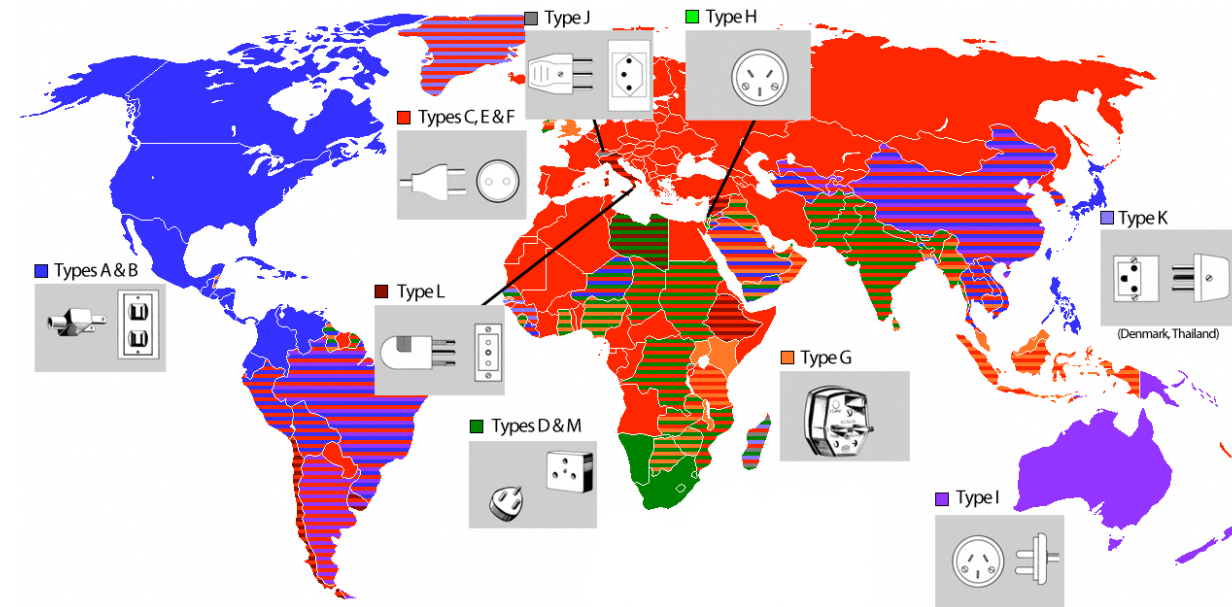 Type J
Type H
Types C, E & F
Type K
(Denmark, Thailand)
Types A & B
Type L
Type G
Types D & M
Type I